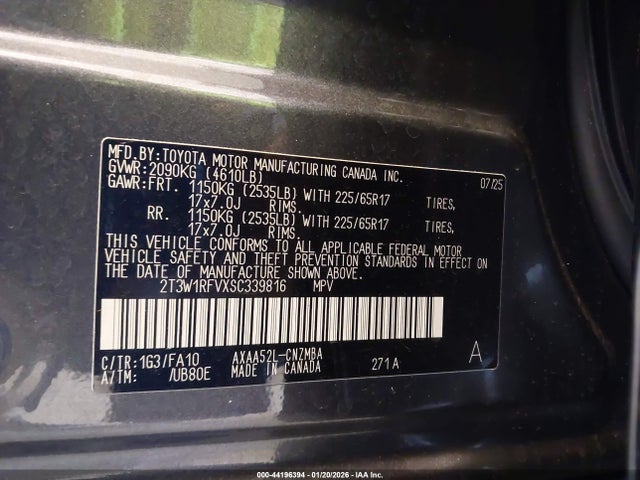 MFD.BY:TOYOTA MOTOR MANUFACTURING CANADA INC.
GVWR:2090KG (4610LB) 07/25
GAWR:FRT. 1150KG (2535LB) WITH 225/65R17 TIRES,
17x7.0J RIMS.
RR. 1150KG (2535LB) WITH 225/65R17 TIRES,
17x7.0J RIMS.
THIS VEHICLE CONFORMS TO ALL APPLICABLE FEDERAL MOTOR
VEHICLE SAFETY AND THEFT PREVENTION STANDARDS IN EFFECT ON
THE DATE OF MANUFACTURE SHOWN ABOVE.
2T3W1RFVXSC339816 MPV
C/TR:1G3/FA10 AXAA52L-CNZMBA 271A A
A/TM: /UB80E MADE IN CANADA
000-44196394 - 01/20/2026 - IAA Inc.